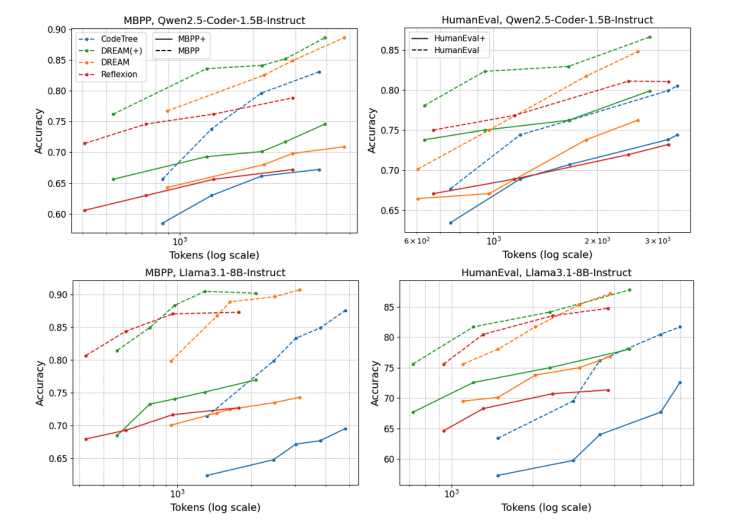 MBPP, Qwen2.5-Coder-1.5B-Instruct
Accuracy
0.90
0.85
0.80
0.75
0.70
0.65
0.60
CodeTree
DREAM(+)
DREAM
Reflexion
MBPP+
MBPP
10³
Tokens (log scale)
HumanEval, Qwen2.5-Coder-1.5B-Instruct
Accuracy
0.85
0.80
0.75
0.70
0.65
HumanEval+
HumanEval
6 × 10² 10³ 2 × 10³ 3 × 10³
Tokens (log scale)
MBPP, Llama3.1-8B-Instruct
Accuracy
0.90
0.85
0.80
0.75
0.70
0.65
10³
Tokens (log scale)
HumanEval, Llama3.1-8B-Instruct
Accuracy
85
80
75
70
65
60
10³
Tokens (log scale)